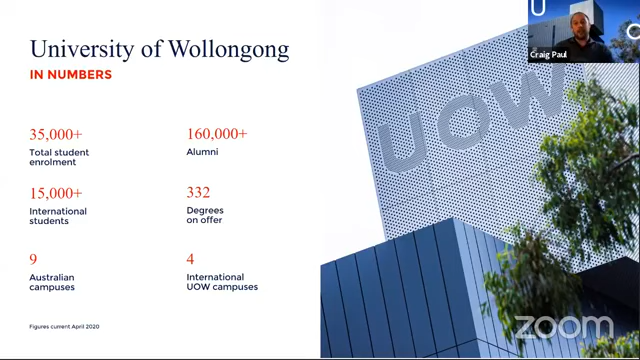 University of Wollongong
IN NUMBERS
35,000+
Total student
enrolment
160,000+
Alumni
15,000+
International
students
332
Degrees
on offer
9
Australian
campuses
4
International
UOW campuses
Figures current April 2020
UOW
U
O
Craig Paul
zoom